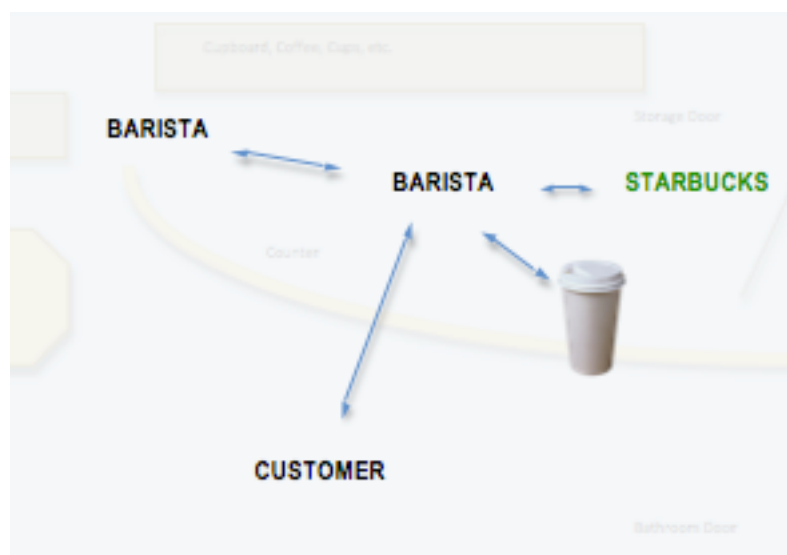 Cupboard, Coffee, Cups, etc.
Storage Door
BARISTA
BARISTA
STARBUCKS
Counter
CUSTOMER
Bathroom Door